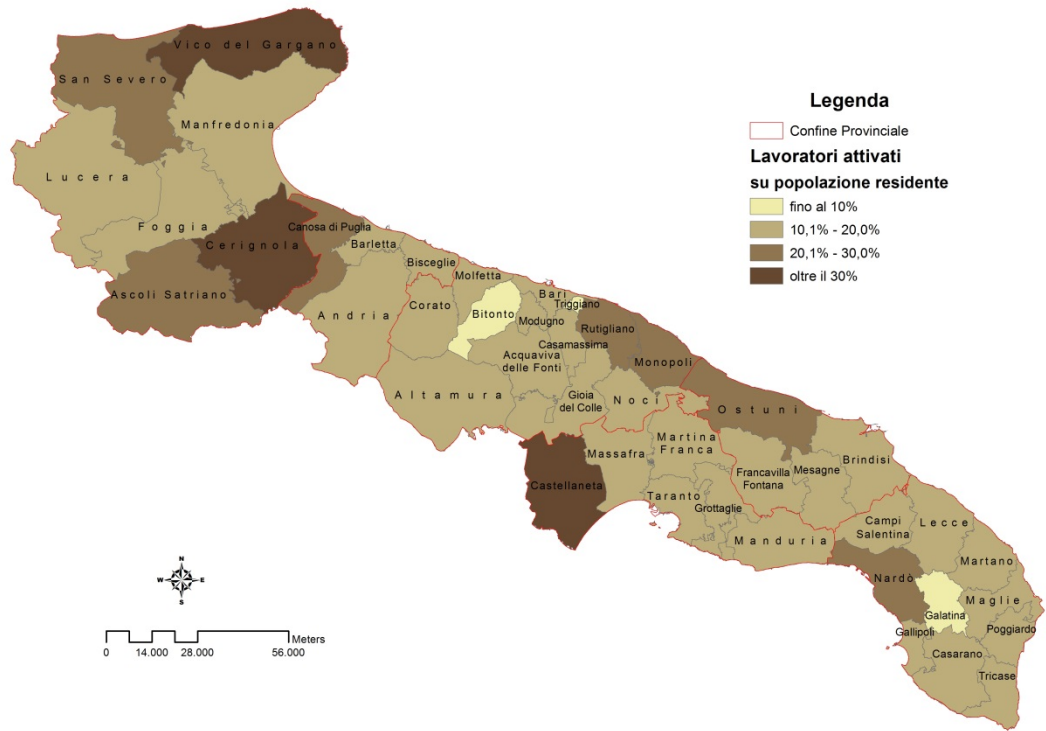 Vico del Gargano
San Severo
Manfredonia
Lucera
Foggia
Cerignola
Canosa di Puglia
Barletta
Bisceglie
Ascoli Satriano
Andria
Corato
Molfetta
Bitonto
Bari
Triggiano
Modugno
Rutigliano
Casamassima
Monopoli
Acquaviva
delle Fonti
Altamura
Gioia
del Colle
Noci
Ostuni
Castellaneta
Massafra
Martina
Franca
Francavilla
Fontana
Mesagne
Brindisi
Taranto
Grottaglie
Manduria
Campi
Salentina
Lecce
Nardò
Martano
Galatina
Maglie
Gallipoli
Poggiardo
Casarano
Tricase
Legenda
Confine Provinciale
Lavoratori attivati
su popolazione residente
fino al 10%
10,1% - 20,0%
20,1% - 30,0%
oltre il 30%
N
W E
S
Meters
0 14.000 28.000 56.000